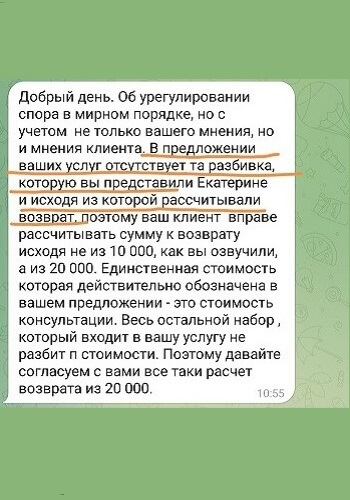 Добрый день. Об урегулировании
спора в мирном порядке, но с
учетом не только вашего мнения, но
и мнения клиента. В предложении
ваших услуг отсутствует та разбивка,
которую вы представили Екатерине
и исходя из которой рассчитывали
возврат, поэтому ваш клиент вправе
рассчитывать сумму к возврату
исходя не из 10 000, как вы озвучили,
а из 20 000. Единственная стоимость
которая действительно обозначена в
вашем предложении - это стоимость
консультации. Весь остальной набор ,
который входит в вашу услугу не
разбит п стоимости. Поэтому давайте
согласуем с вами все таки расчет
возврата из 20 000.
10:55